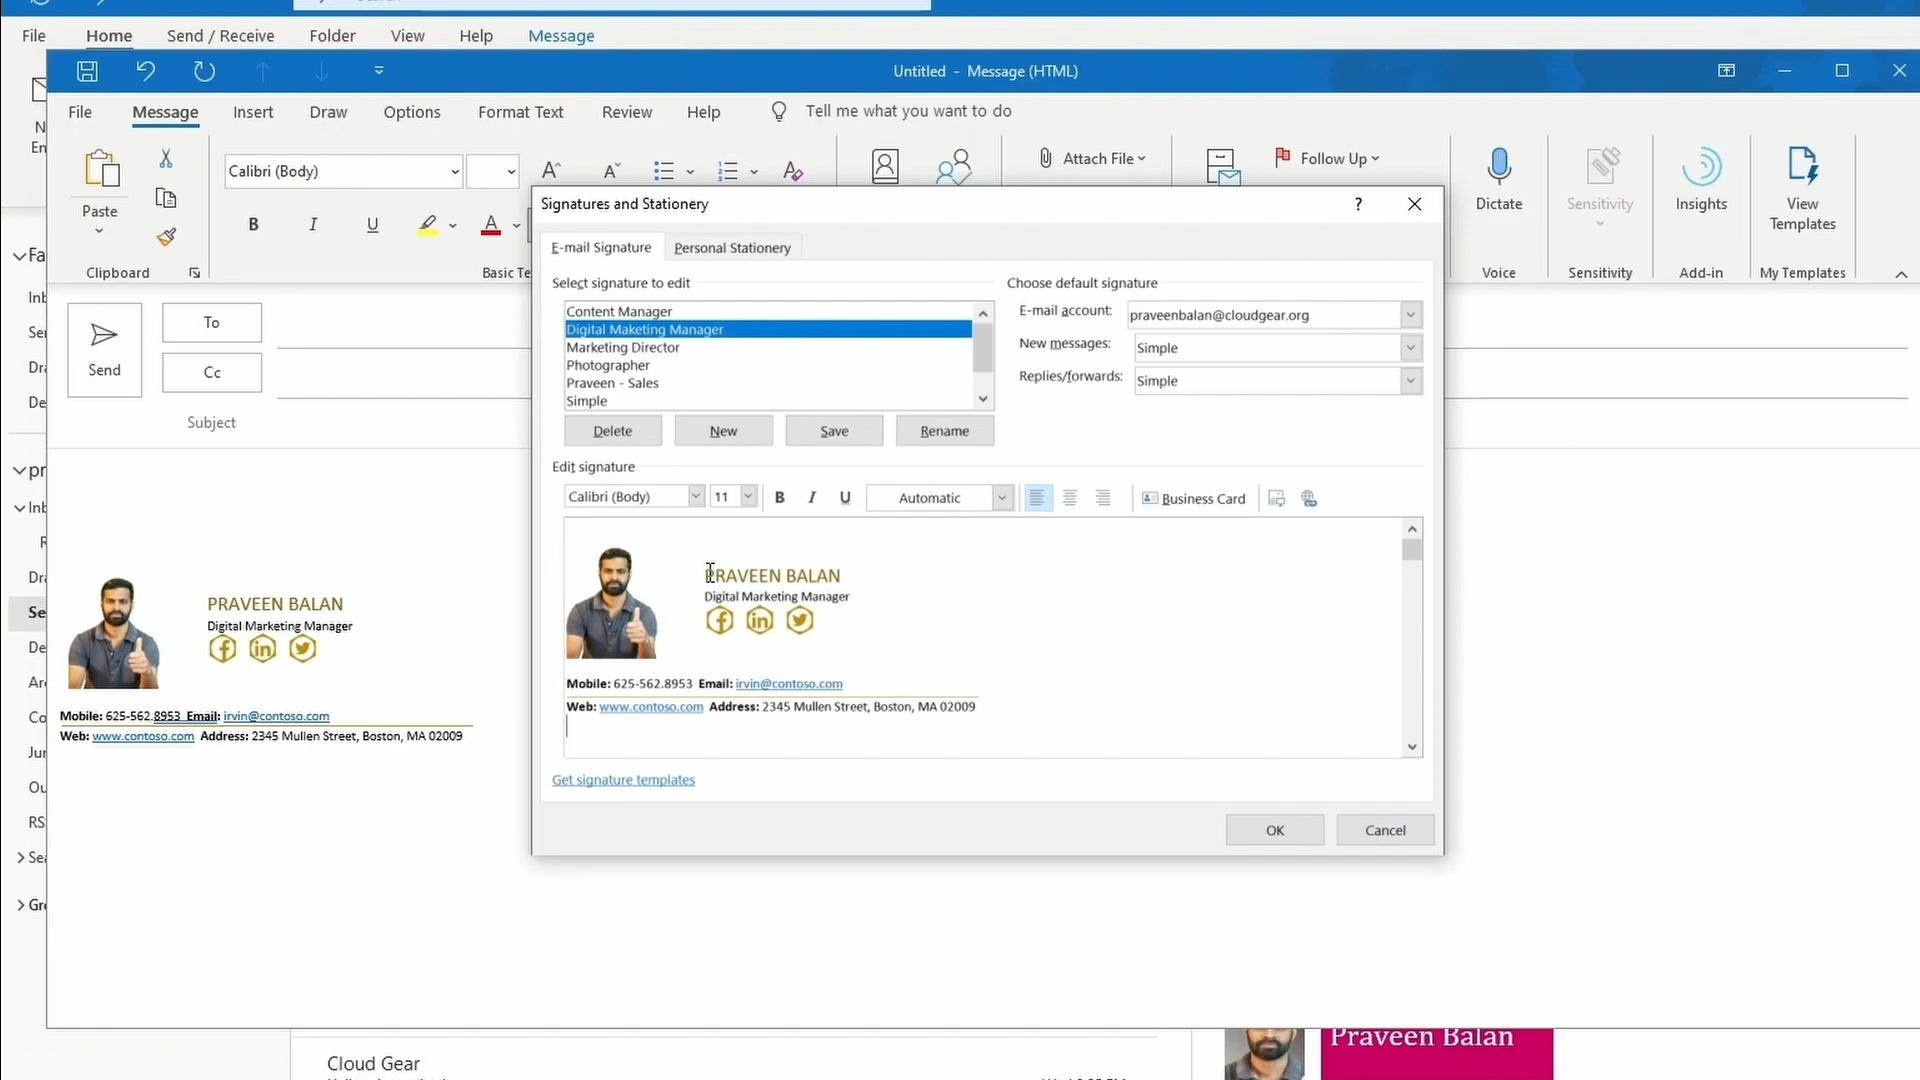 File Home Send / Receive Folder View Help Message
Untitled - Message (HTML)
File Message Insert Draw Options Format Text Review Help Tell me what you want to do
Paste
Clipboard
Calibri (Body)
B I U A
Attach File
Follow Up
Dictate
Voice
Sensitivity
Sensitivity
Insights
Add-in
View
Templates
My Templates
Send
To
Cc
Subject
PRAVEEN BALAN
Digital Marketing Manager
Mobile: 625-562.8953 Email: irvin@contoso.com
Web: www.contoso.com Address: 2345 Mullen Street, Boston, MA 02009
Signatures and Stationery
E-mail Signature Personal Stationery
Select signature to edit
Content Manager
Digital Maketing Manager
Marketing Director
Photographer
Praveen - Sales
Simple
Delete New Save Rename
Choose default signature
E-mail account: praveenbalan@cloudgear.org
New messages: Simple
Replies/forwards: Simple
Edit signature
Calibri (Body) 11 B I U Automatic Business Card
PRAVEEN BALAN
Digital Marketing Manager
Mobile: 625-562.8953 Email: irvin@contoso.com
Web: www.contoso.com Address: 2345 Mullen Street, Boston, MA 02009
Get signature templates
OK Cancel
Cloud Gear
Praveen Balan